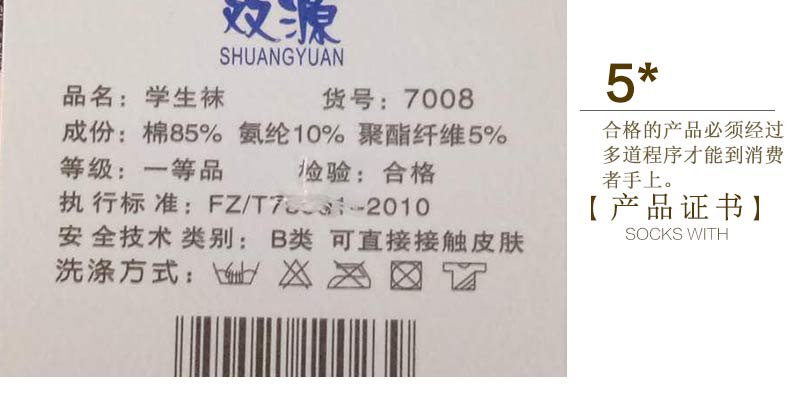 双源
SHUANGYUAN
品名：学生袜 货号：7008
成份：棉85% 氨纶10% 聚酯纤维5%
等级：一等品 检验：合格
执行标准：FZ/T73001-2010
安全技术类别：B类 可直接接触皮肤
洗涤方式：
5*
合格的产品必须经过
多道程序才能到消费
者手上。
【产品证书】
SOCKS WITH